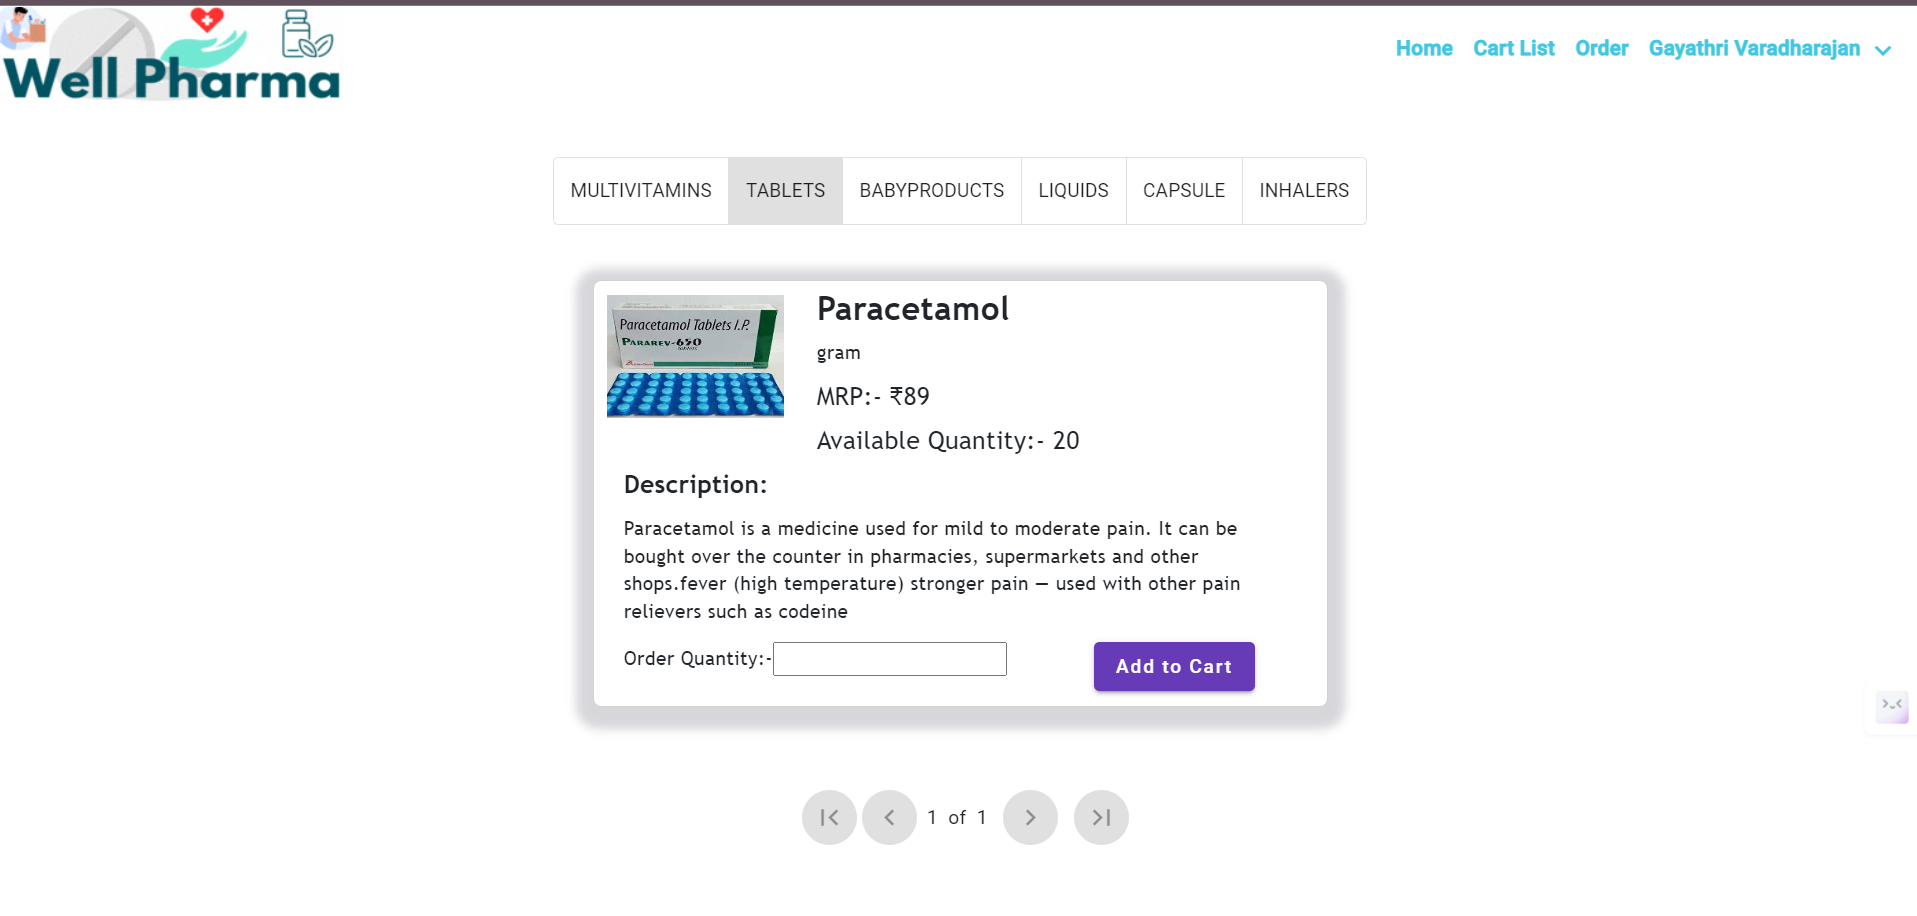 Well Pharma
Home Cart List Order Gayathri Varadharajan
MULTIVITAMINS TABLETS BABYPRODUCTS LIQUIDS CAPSULE INHALERS
Paracetamol Tablets I.P.
PARAREV-650
tablets
Paracetamol
gram
MRP:- ₹89
Available Quantity:- 20
Description:
Paracetamol is a medicine used for mild to moderate pain. It can be
bought over the counter in pharmacies, supermarkets and other
shops.fever (high temperature) stronger pain — used with other pain
relievers such as codeine
Order Quantity:-
Add to Cart
1 of 1